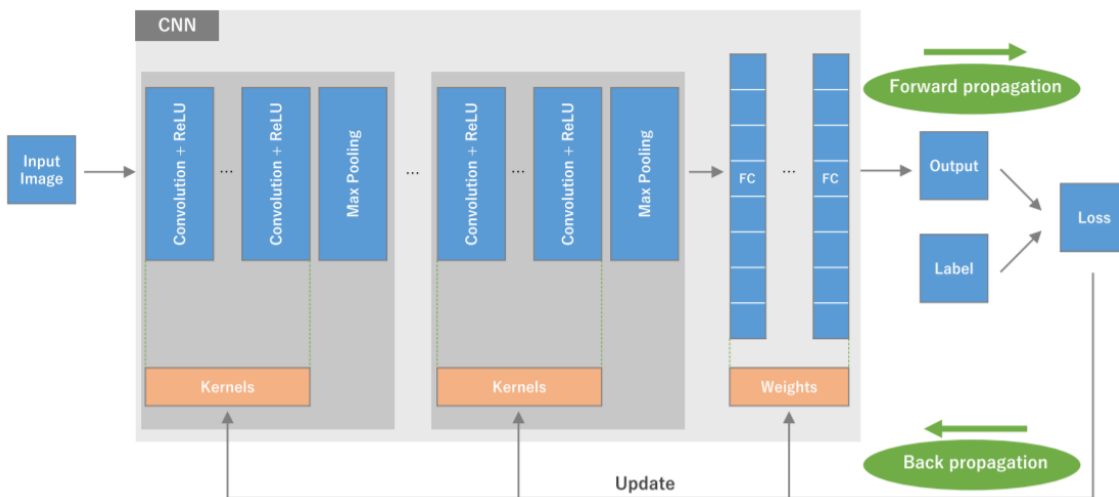 CNN
Forward propagation
Input
Image
Convolution + ReLU
...
Convolution + ReLU
Max Pooling
...
Convolution + ReLU
...
Convolution + ReLU
Max Pooling
FC
...
FC
Output
Label
Loss
Kernels
Kernels
Weights
Back propagation
Update